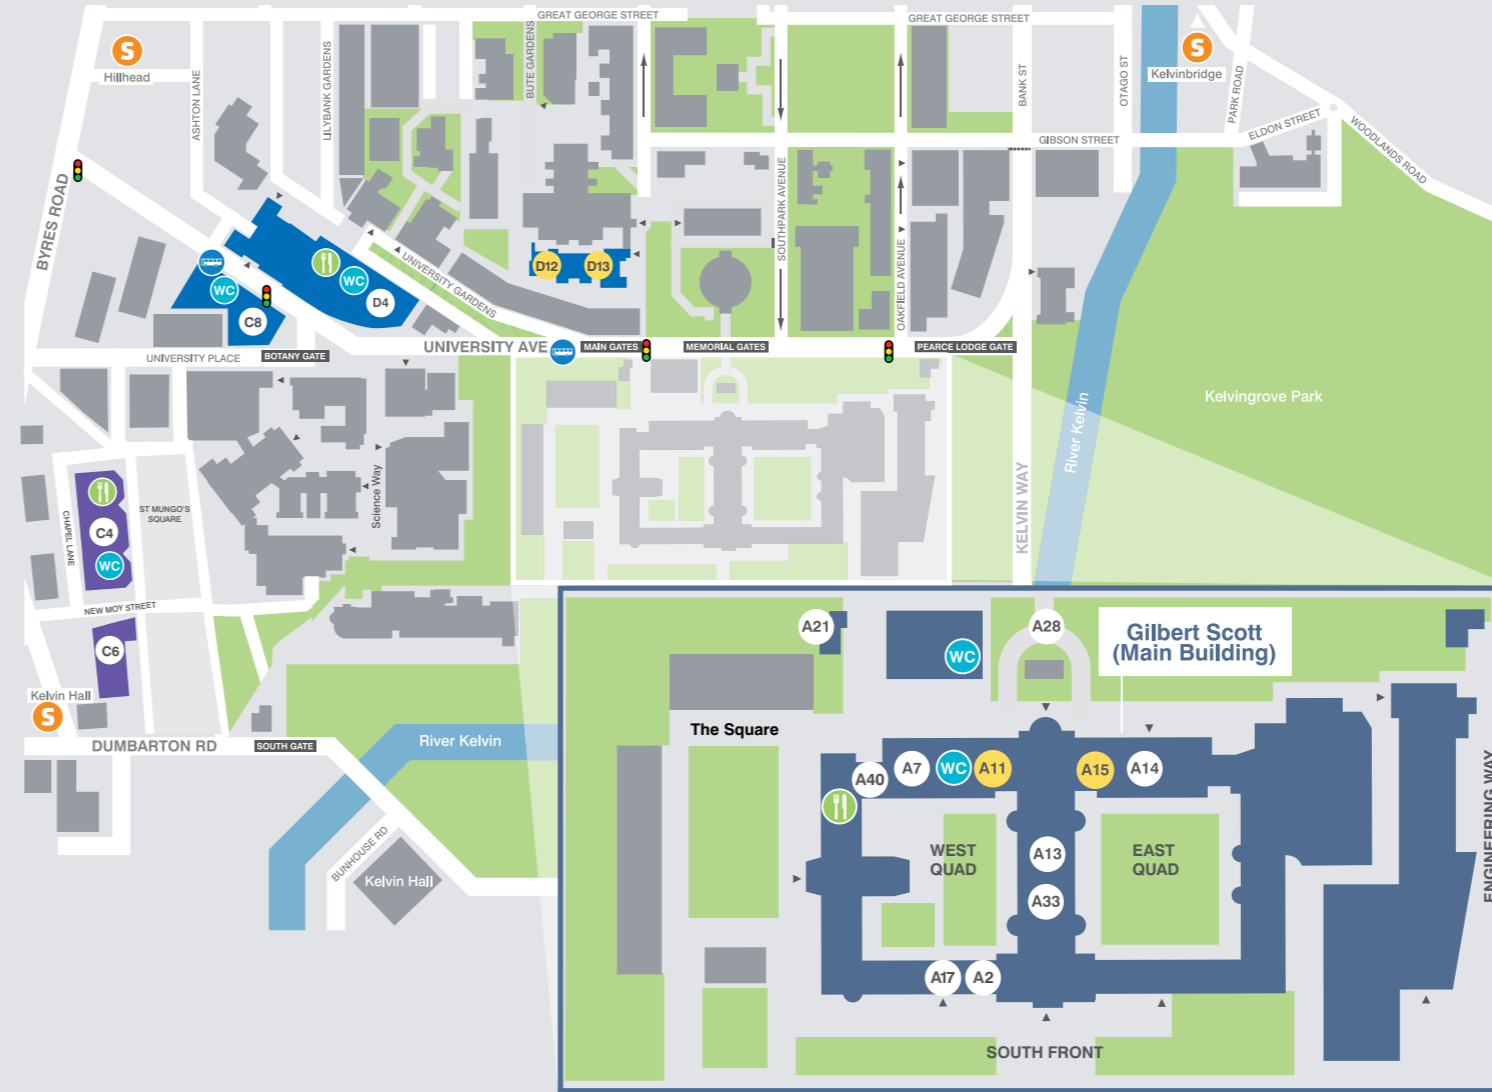 GREAT GEORGE STREET
GREAT GEORGE STREET
S
Hillhead
S
Kelvinbridge
ASHTON LANE
LILYBANK GARDENS
BUTE GARDENS
BANK ST
OTAGO ST
PARK ROAD
ELDON STREET
WOODLANDS ROAD
GIBSON STREET
BYRES ROAD
SOUTHPARK AVENUE
OAKFIELD AVENUE
WC
WC
D4
C8
UNIVERSITY GARDENS
D12
D13
UNIVERSITY PLACE
BOTANY GATE
UNIVERSITY AVE
MAIN GATES
MEMORIAL GATES
PEARCE LODGE GATE
Kelvingrove Park
River Kelvin
KELVIN WAY
Science Way
CHAPEL LANE
C4
WC
ST MUNGO'S
SQUARE
NEW MOY STREET
C6
Kelvin Hall
S
DUMBARTON RD
SOUTH GATE
River Kelvin
BUNHOUSE RD
Kelvin Hall
A21
WC
A28
Gilbert Scott
(Main Building)
The Square
A40
A7
WC
A11
A15
A14
WEST
QUAD
A13
EAST
QUAD
A33
A17
A2
SOUTH FRONT
ENGINEERING WAY